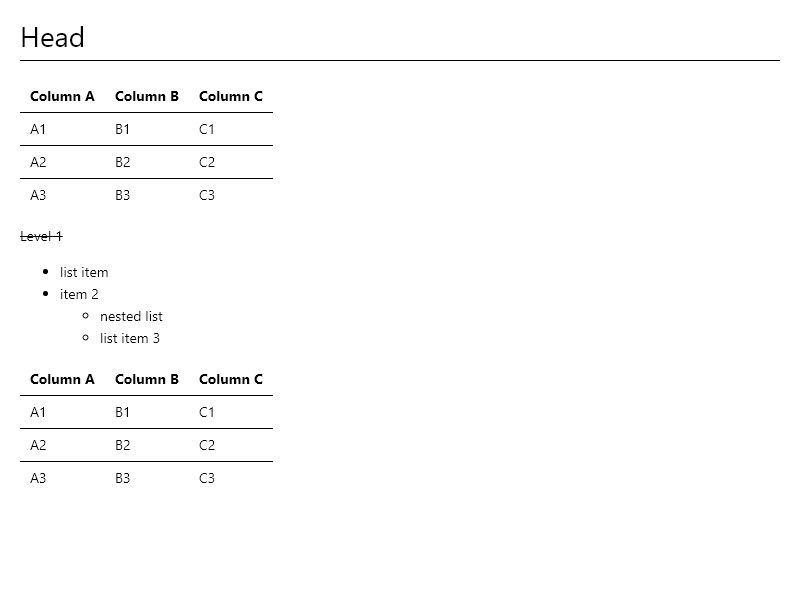 Head
Column A Column B Column C
A1 B1 C1
A2 B2 C2
A3 B3 C3
Level 1
list item
item 2
nested list
list item 3
Column A Column B Column C
A1 B1 C1
A2 B2 C2
A3 B3 C3